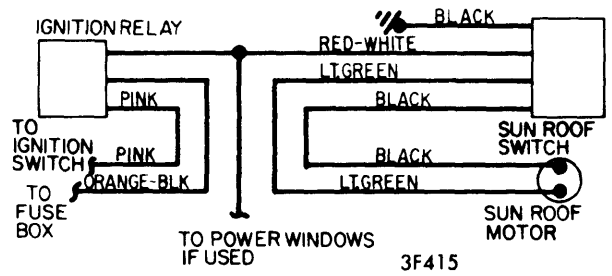 BLACK
IGNITION RELAY
RED-WHITE
LT.GREEN
PINK
BLACK
TO
IGNITION
SWITCH
SUN ROOF
SWITCH
PINK
BLACK
ORANGE-BLK
LT.GREEN
TO
FUSE
BOX
SUN ROOF
MOTOR
TO POWER WINDOWS
IF USED
3F415